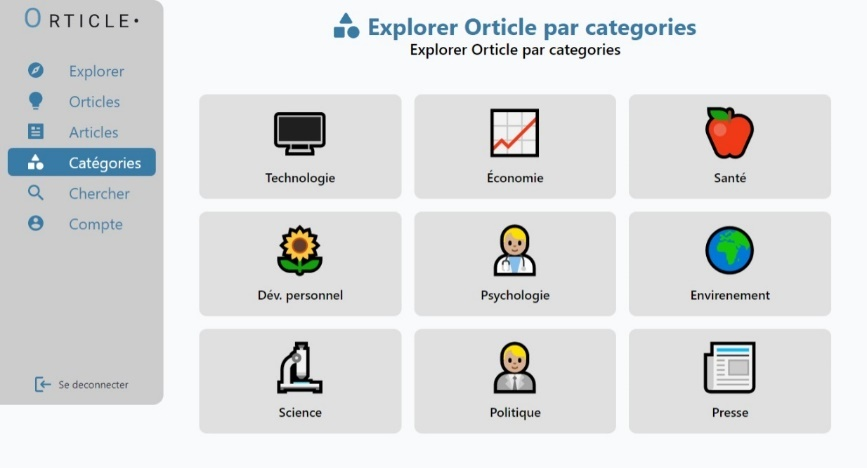 ORTICLE•
Explorer
Orticles
Articles
Catégories
Chercher
Compte
Se deconnecter
Explorer Orticle par categories
Explorer Orticle par categories
Technologie
Économie
Santé
Dév. personnel
Psychologie
Envirenement
Science
Politique
Presse